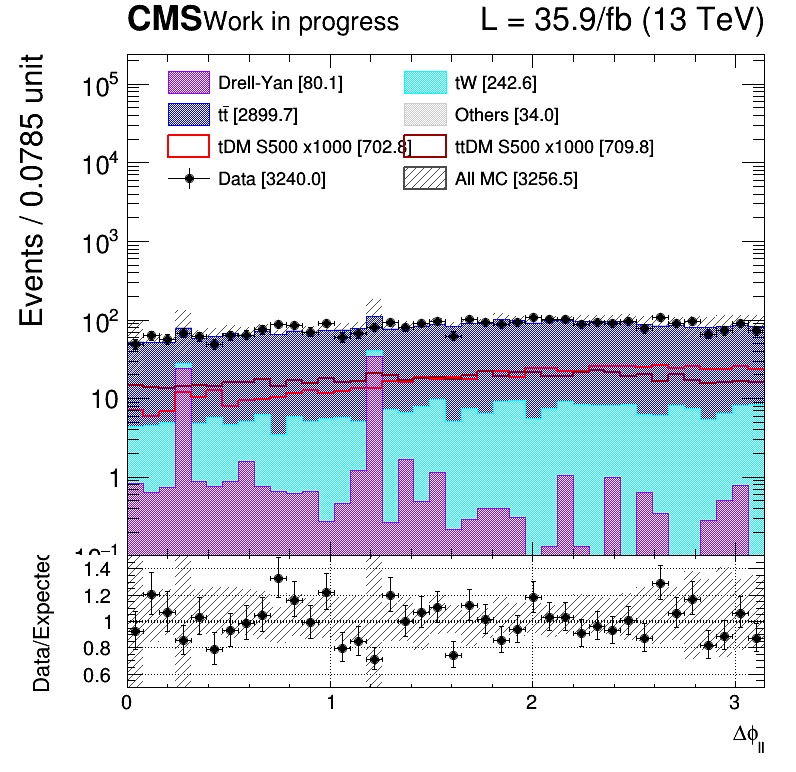 CMS Work in progress L = 35.9/fb (13 TeV)
Events / 0.0785 unit
10⁵
10⁴
10³
10²
10
1
10⁻¹
Drell-Yan [80.1] tW [242.6]
tt̄ [2899.7] Others [34.0]
tDM S500 x1000 [702.8] ttDM S500 x1000 [709.8]
Data [3240.0] All MC [3256.5]
Data/Expected
1.4
1.2
1
0.8
0.6
0 1 2 3
Δϕ_ll